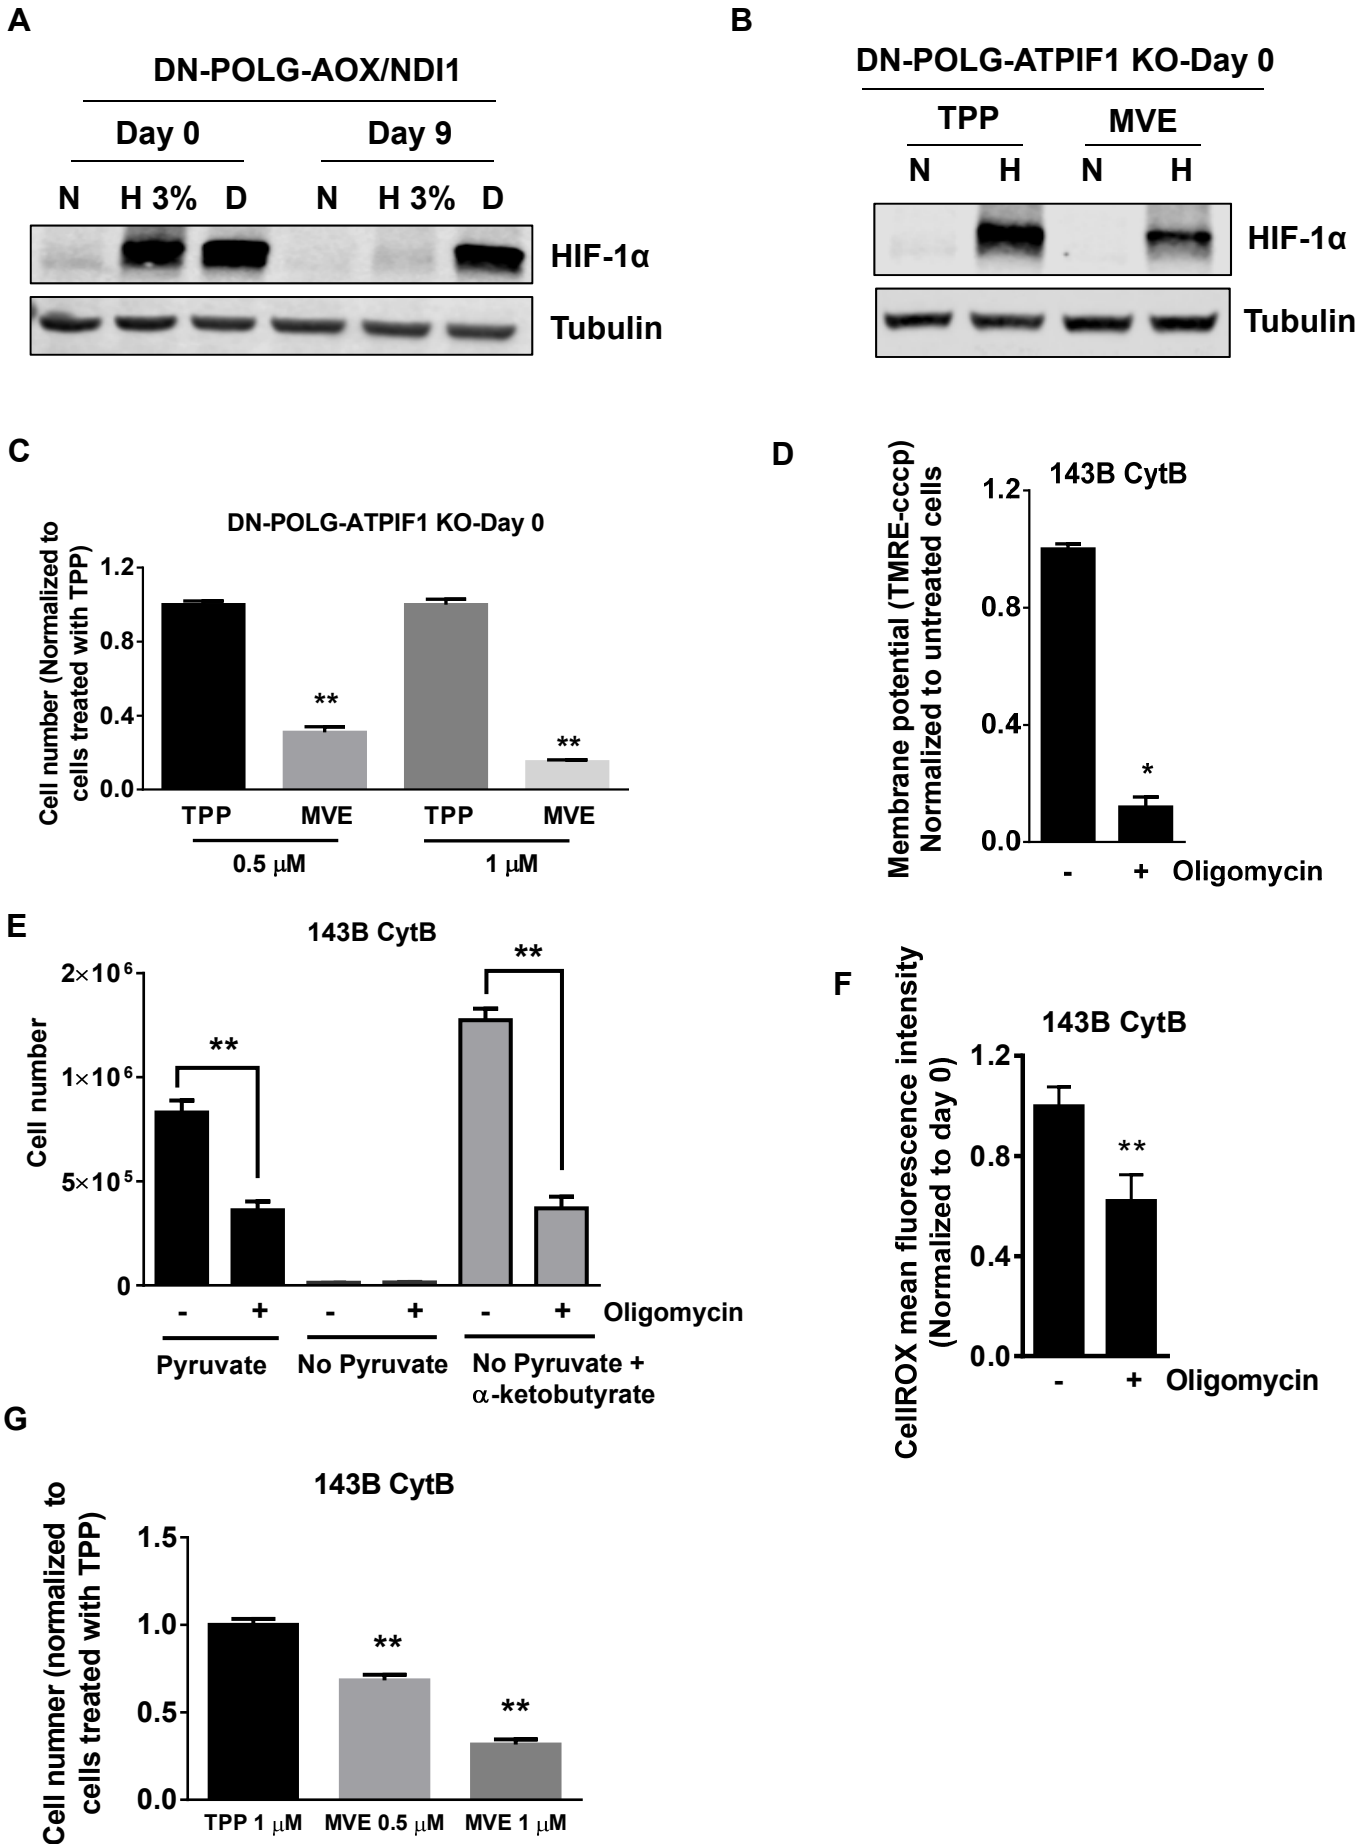 A
DN-POLG-AOX/NDI1
Day 0 Day 9
N H 3% D N H 3% D
HIF-1α
Tubulin
B
DN-POLG-ATPIF1 KO-Day 0
TPP MVE
N H N H
HIF-1α
Tubulin
C
DN-POLG-ATPIF1 KO-Day 0
Cell number (Normalized to
cells treated with TPP)
1.2
0.8
0.4
0.0
** **
TPP MVE TPP MVE
0.5 μM 1 μM
D
143B CytB
Membrane potential (TMRE-cccp)
Normalized to untreated cells
1.2
0.8
0.4
0.0
*
- + Oligomycin
E
143B CytB
Cell number
2×10⁶
1×10⁶
5×10⁵
0
** **
- + - + - + Oligomycin
Pyruvate No Pyruvate No Pyruvate +
α-ketobutyrate
F
143B CytB
CellROX mean fluorescence intensity
(Normalized to day 0)
1.2
0.8
0.4
0.0
**
- + Oligomycin
G
143B CytB
Cell numner (normalized to
cells treated with TPP)
1.5
1.0
0.5
0.0
** **
TPP 1 μM MVE 0.5 μM MVE 1 μM